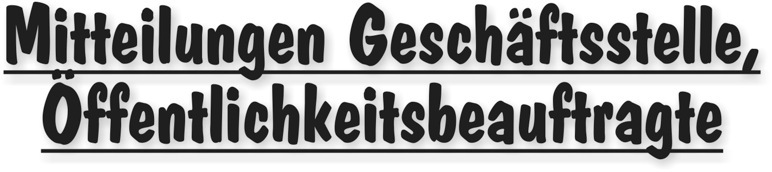 Mitteilungen Geschäftsstelle,
Öffentlichkeitsbeauftragte